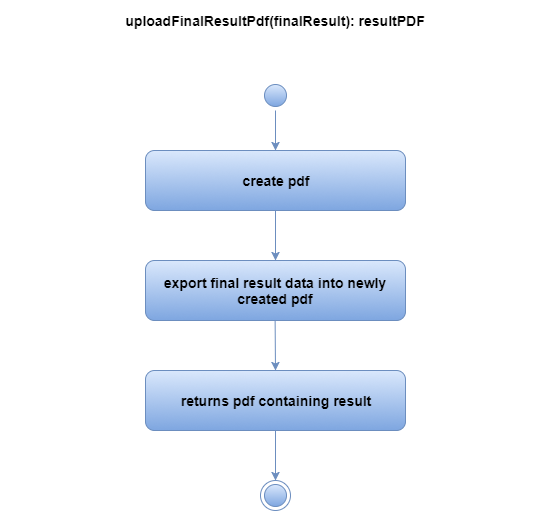 uploadFinalResultPdf(finalResult): resultPDF
create pdf
export final result data into newly
created pdf
returns pdf containing result